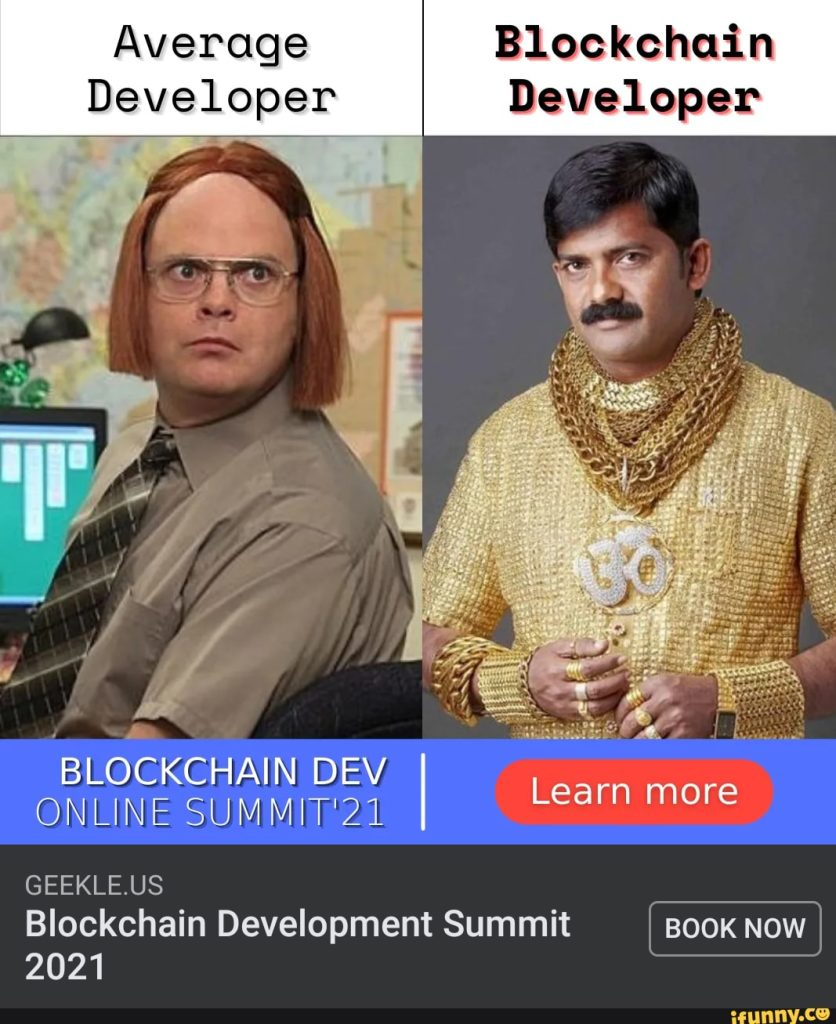 Average
Developer
Blockchain
Developer
BLOCKCHAIN DEV
ONLINE SUMMIT'21
Learn more
GEEKLE.US
Blockchain Development Summit
2021
BOOK NOW
ifunny.co